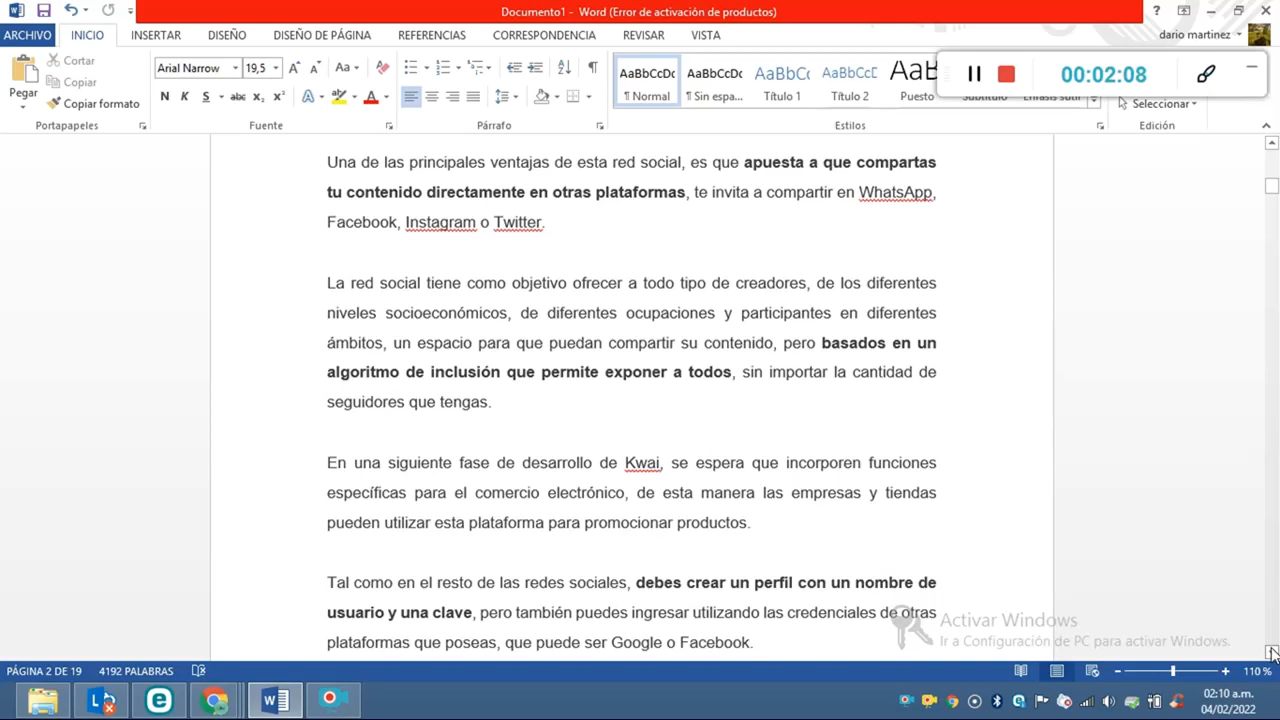 Documento1 - Word (Error de activación de productos)
ARCHIVO INICIO INSERTAR DISEÑO DISEÑO DE PÁGINA REFERENCIAS CORRESPONDENCIA REVISAR VISTA dario martinez
Pegar
Cortar
Copiar
Copiar formato
Arial Narrow 19,5
AaBbCcDc AaBbCcDc AaBbCc AaBbCcD AaB
¶ Normal ¶ Sin espa... Título 1 Título 2 Puesto
00:02:08
Seleccionar
Portapapeles Fuente Párrafo Estilos Edición
Una de las principales ventajas de esta red social, es que apuesta a que compartas
tu contenido directamente en otras plataformas, te invita a compartir en WhatsApp,
Facebook, Instagram o Twitter.
La red social tiene como objetivo ofrecer a todo tipo de creadores, de los diferentes
niveles socioeconómicos, de diferentes ocupaciones y participantes en diferentes
ámbitos, un espacio para que puedan compartir su contenido, pero basados en un
algoritmo de inclusión que permite exponer a todos, sin importar la cantidad de
seguidores que tengas.
En una siguiente fase de desarrollo de Kwai, se espera que incorporen funciones
específicas para el comercio electrónico, de esta manera las empresas y tiendas
pueden utilizar esta plataforma para promocionar productos.
Tal como en el resto de las redes sociales, debes crear un perfil con un nombre de
usuario y una clave, pero también puedes ingresar utilizando las credenciales de otras
plataformas que poseas, que puede ser Google o Facebook.
Activar Windows
Ir a Configuración de PC para activar Windows.
PÁGINA 2 DE 19 4192 PALABRAS 110 %
02:10 a.m.
04/02/2022